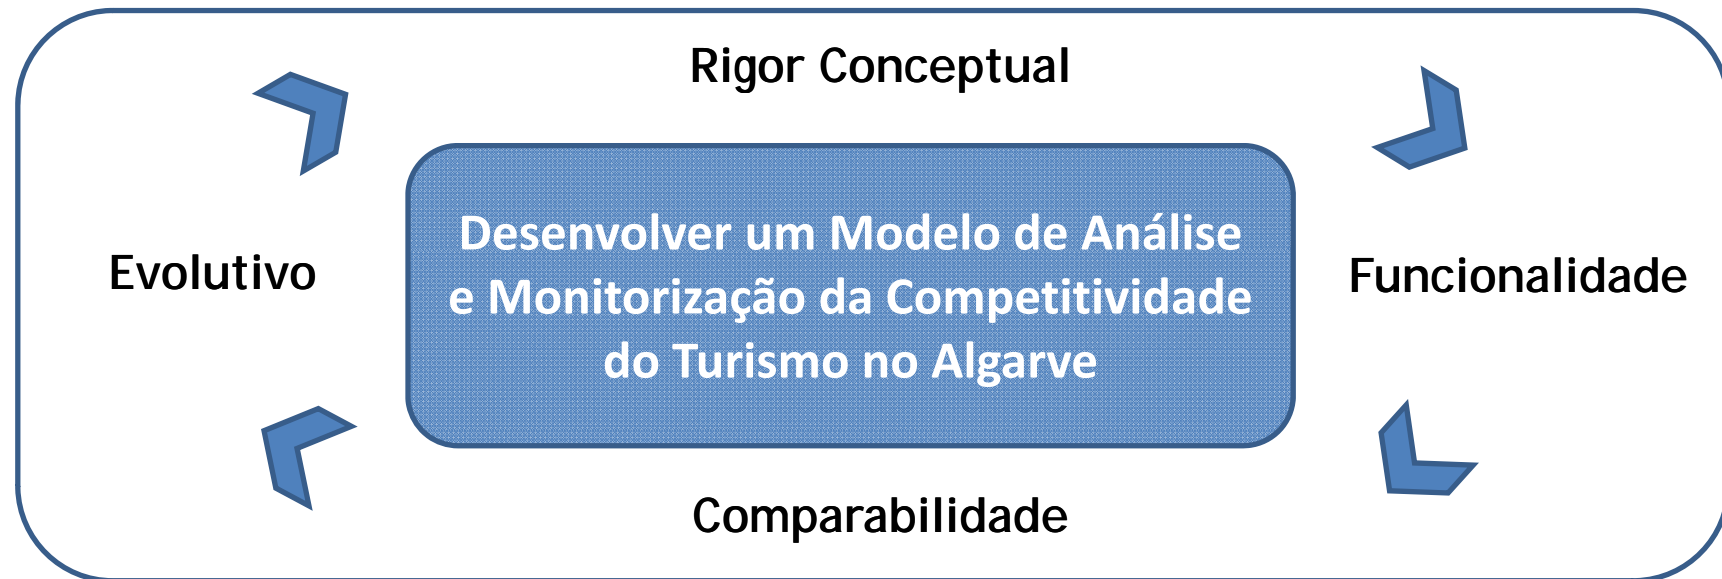 Rigor Conceptual
Desenvolver um Modelo de Análise
e Monitorização da Competitividade
do Turismo no Algarve
Evolutivo
Funcionalidade
Comparabilidade